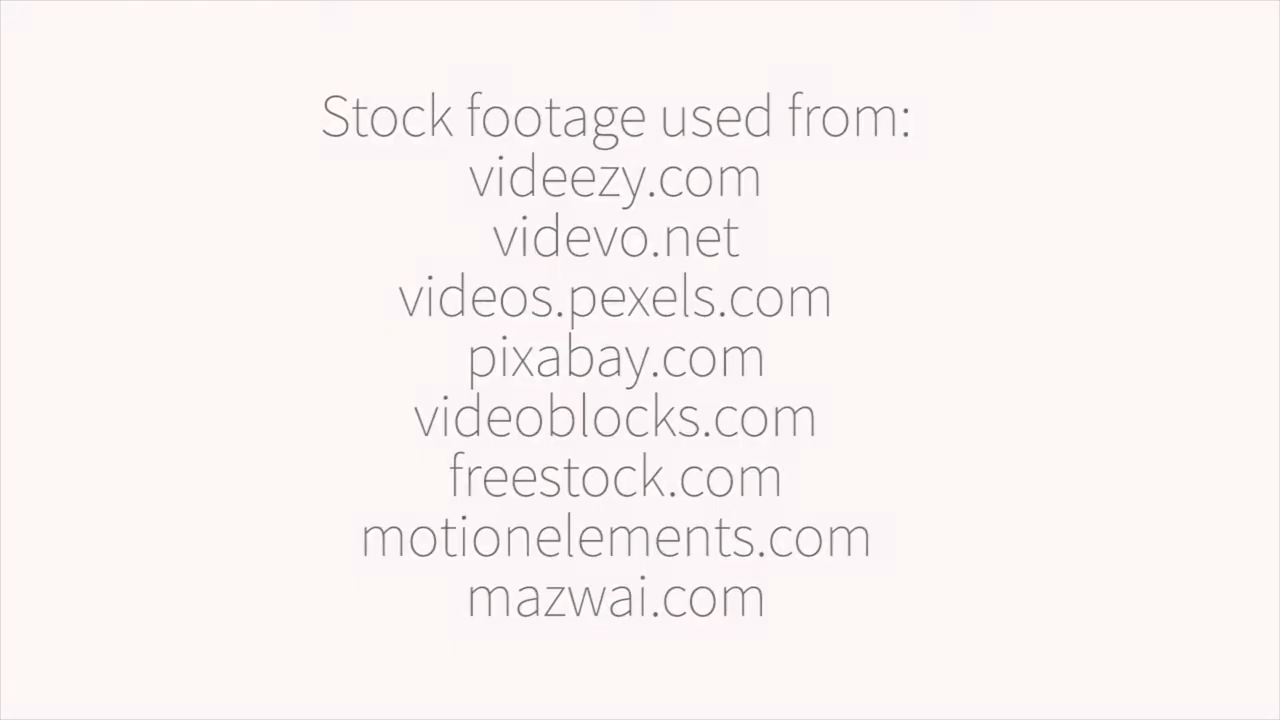 Stock footage used from:
videezy.com
videvo.net
videos.pexels.com
pixabay.com
videoblocks.com
freestock.com
motionelements.com
mazwai.com